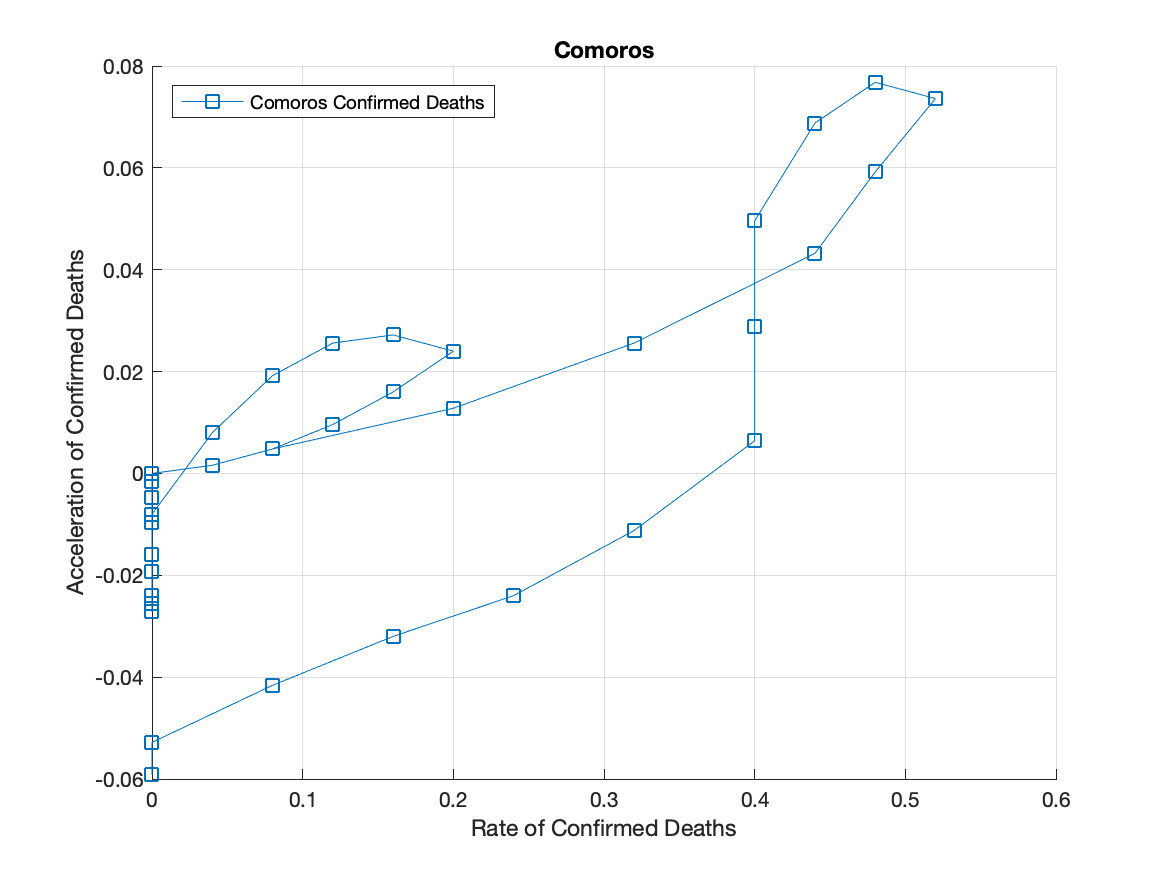 Comoros
Comoros Confirmed Deaths
Acceleration of Confirmed Deaths
0.08
0.06
0.04
0.02
0
-0.02
-0.04
-0.06
0 0.1 0.2 0.3 0.4 0.5 0.6
Rate of Confirmed Deaths